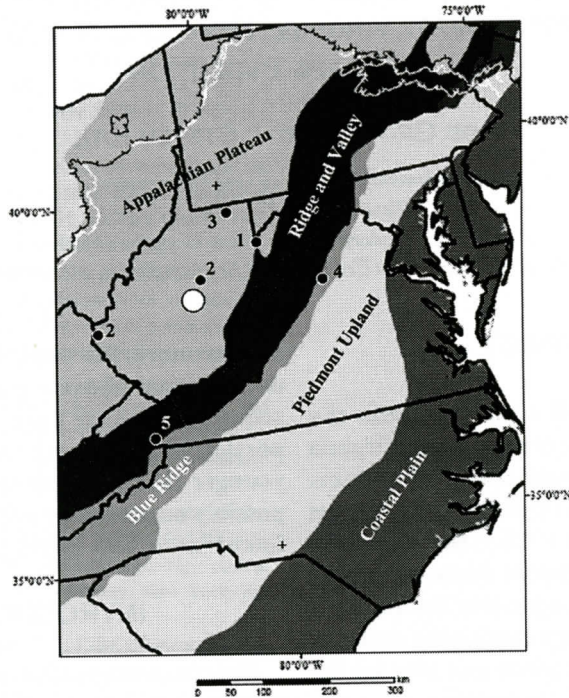 80°0'0"W
75°0'0"W
40°0'0"N
Appalachian Plateau
Ridge and Valley
40°0'0"N
3
1
2
4
2
Piedmont Upland
5
Blue Ridge
Coastal Plain
35°0'0"N
35°0'0"N
80°0'0"W
0 50 100 200 300 km